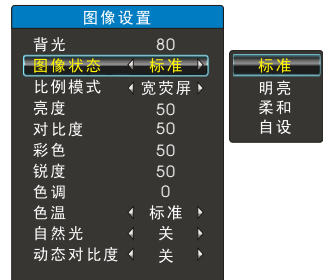 图像设置
背光 80
图像状态 标准
比例模式 宽荧屏
亮度 50
对比度 50
彩色 50
锐度 50
色调 0
色温 标准
自然光 关
动态对比度 关
标准
明亮
柔和
自设